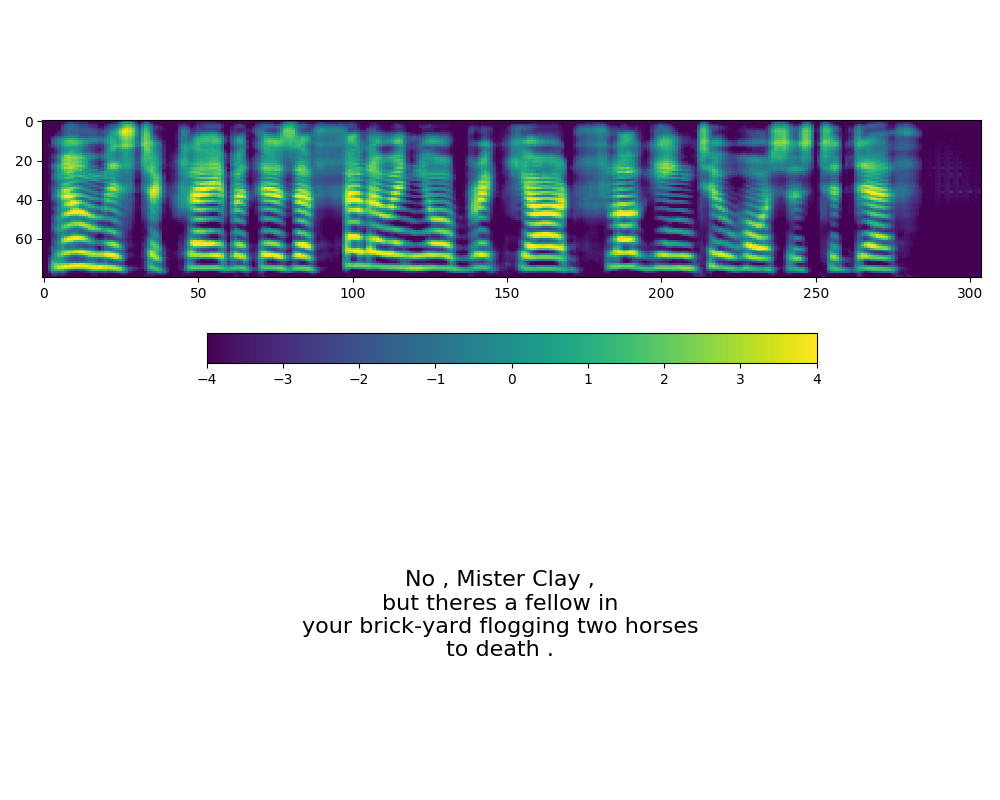 0
20
40
60
0 50 100 150 200 250 300
−4 −3 −2 −1 0 1 2 3 4
No , Mister Clay ,
but theres a fellow in
your brick-yard flogging two horses
to death .